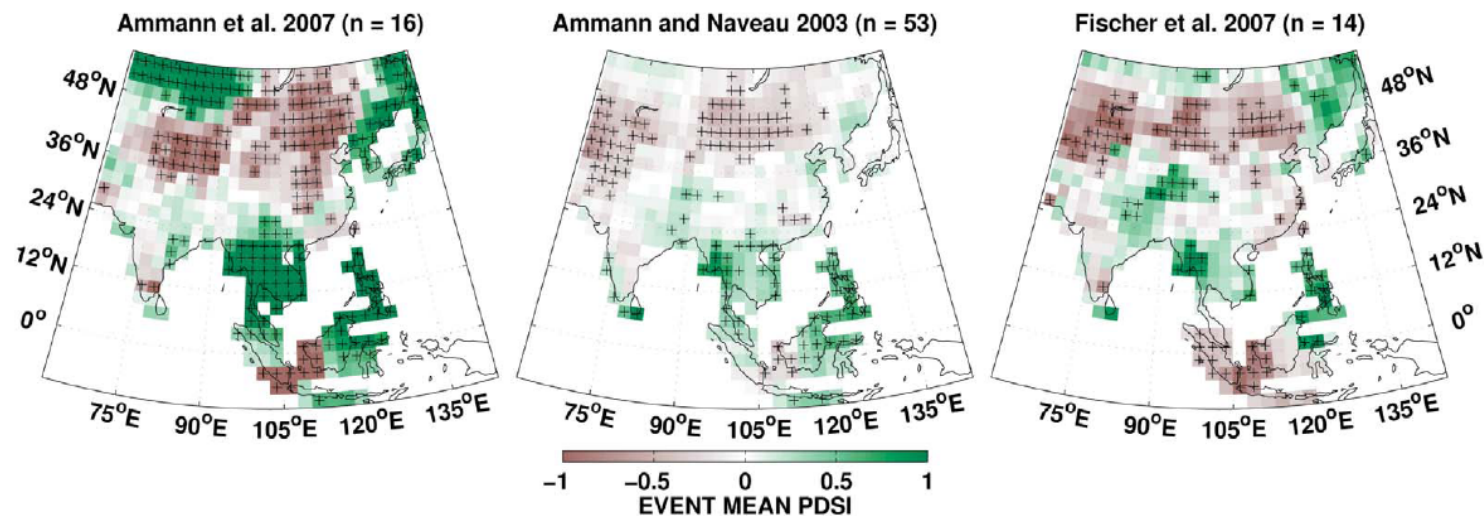 Ammann et al. 2007 (n = 16)
Ammann and Naveau 2003 (n = 53)
Fischer et al. 2007 (n = 14)
48°N
36°N
24°N
12°N
0°
75°E
90°E
105°E
120°E
135°E
75°E
90°E
105°E
120°E
135°E
48°N
36°N
24°N
12°N
0°
75°E
90°E
105°E
120°E
135°E
−1 −0.5 0 0.5 1
EVENT MEAN PDSI